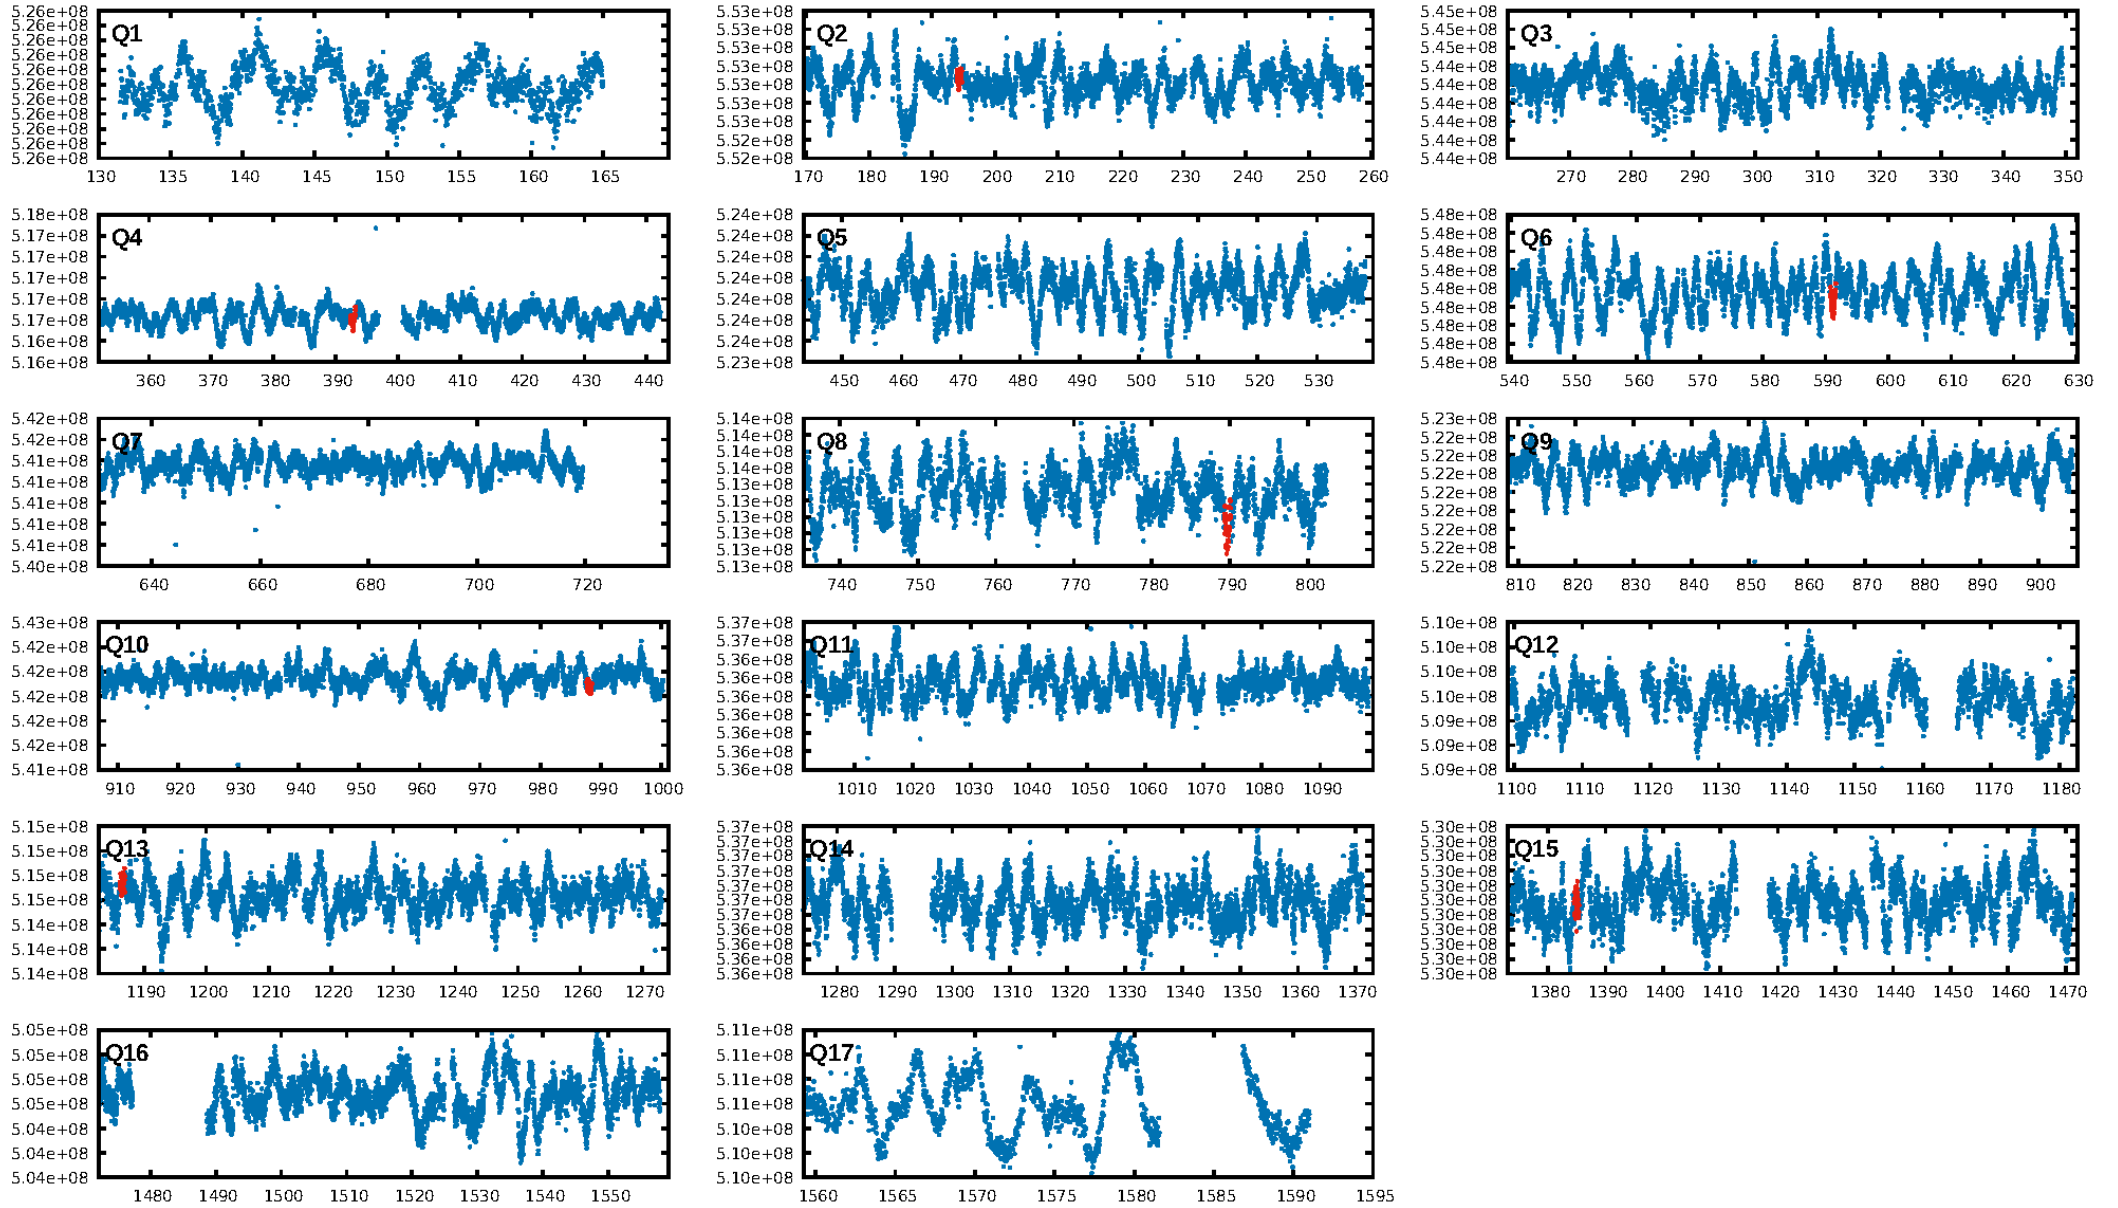 5.26e+08 5.26e+08 5.26e+08 5.26e+08 5.26e+08 5.26e+08 5.26e+08 5.26e+08 5.26e+08 5.26e+08 5.26e+08
Q1
130 135 140 145 150 155 160 165
5.53e+08 5.53e+08 5.53e+08 5.53e+08 5.53e+08 5.53e+08 5.53e+08 5.52e+08 5.52e+08
Q2
170 180 190 200 210 220 230 240 250 260
5.45e+08 5.45e+08 5.45e+08 5.44e+08 5.44e+08 5.44e+08 5.44e+08 5.44e+08 5.44e+08
Q3
270 280 290 300 310 320 330 340 350
5.18e+08 5.17e+08 5.17e+08 5.17e+08 5.17e+08 5.17e+08 5.16e+08 5.16e+08
Q4
360 370 380 390 400 410 420 430 440
5.24e+08 5.24e+08 5.24e+08 5.24e+08 5.24e+08 5.24e+08 5.24e+08 5.23e+08
Q5
450 460 470 480 490 500 510 520 530
5.48e+08 5.48e+08 5.48e+08 5.48e+08 5.48e+08 5.48e+08 5.48e+08 5.48e+08 5.48e+08
Q6
540 550 560 570 580 590 600 610 620 630
5.42e+08 5.42e+08 5.41e+08 5.41e+08 5.41e+08 5.41e+08 5.41e+08 5.40e+08
Q7
640 660 680 700 720
5.14e+08 5.14e+08 5.14e+08 5.14e+08 5.13e+08 5.13e+08 5.13e+08 5.13e+08 5.13e+08 5.13e+08
Q8
740 750 760 770 780 790 800
5.23e+08 5.22e+08 5.22e+08 5.22e+08 5.22e+08 5.22e+08 5.22e+08 5.22e+08 5.22e+08
Q9
810 820 830 840 850 860 870 880 890 900
5.43e+08 5.42e+08 5.42e+08 5.42e+08 5.42e+08 5.42e+08 5.41e+08
Q10
910 920 930 940 950 960 970 980 990 1000
5.37e+08 5.37e+08 5.36e+08 5.36e+08 5.36e+08 5.36e+08 5.36e+08 5.36e+08 5.36e+08
Q11
1010 1020 1030 1040 1050 1060 1070 1080 1090
5.10e+08 5.10e+08 5.10e+08 5.10e+08 5.09e+08 5.09e+08 5.09e+08
Q12
1100 1110 1120 1130 1140 1150 1160 1170 1180
5.15e+08 5.15e+08 5.15e+08 5.15e+08 5.14e+08 5.14e+08 5.14e+08
Q13
1190 1200 1210 1220 1230 1240 1250 1260 1270
5.37e+08 5.37e+08 5.37e+08 5.37e+08 5.37e+08 5.37e+08 5.37e+08 5.36e+08 5.36e+08 5.36e+08 5.36e+08
Q14
1280 1290 1300 1310 1320 1330 1340 1350 1360 1370
5.30e+08 5.30e+08 5.30e+08 5.30e+08 5.30e+08 5.30e+08 5.30e+08 5.30e+08 5.30e+08 5.30e+08 5.30e+08
Q15
1380 1390 1400 1410 1420 1430 1440 1450 1460 1470
5.05e+08 5.05e+08 5.05e+08 5.05e+08 5.04e+08 5.04e+08 5.04e+08
Q16
1480 1490 1500 1510 1520 1530 1540 1550
5.11e+08 5.11e+08 5.11e+08 5.11e+08 5.10e+08 5.10e+08 5.10e+08
Q17
1560 1565 1570 1575 1580 1585 1590 1595